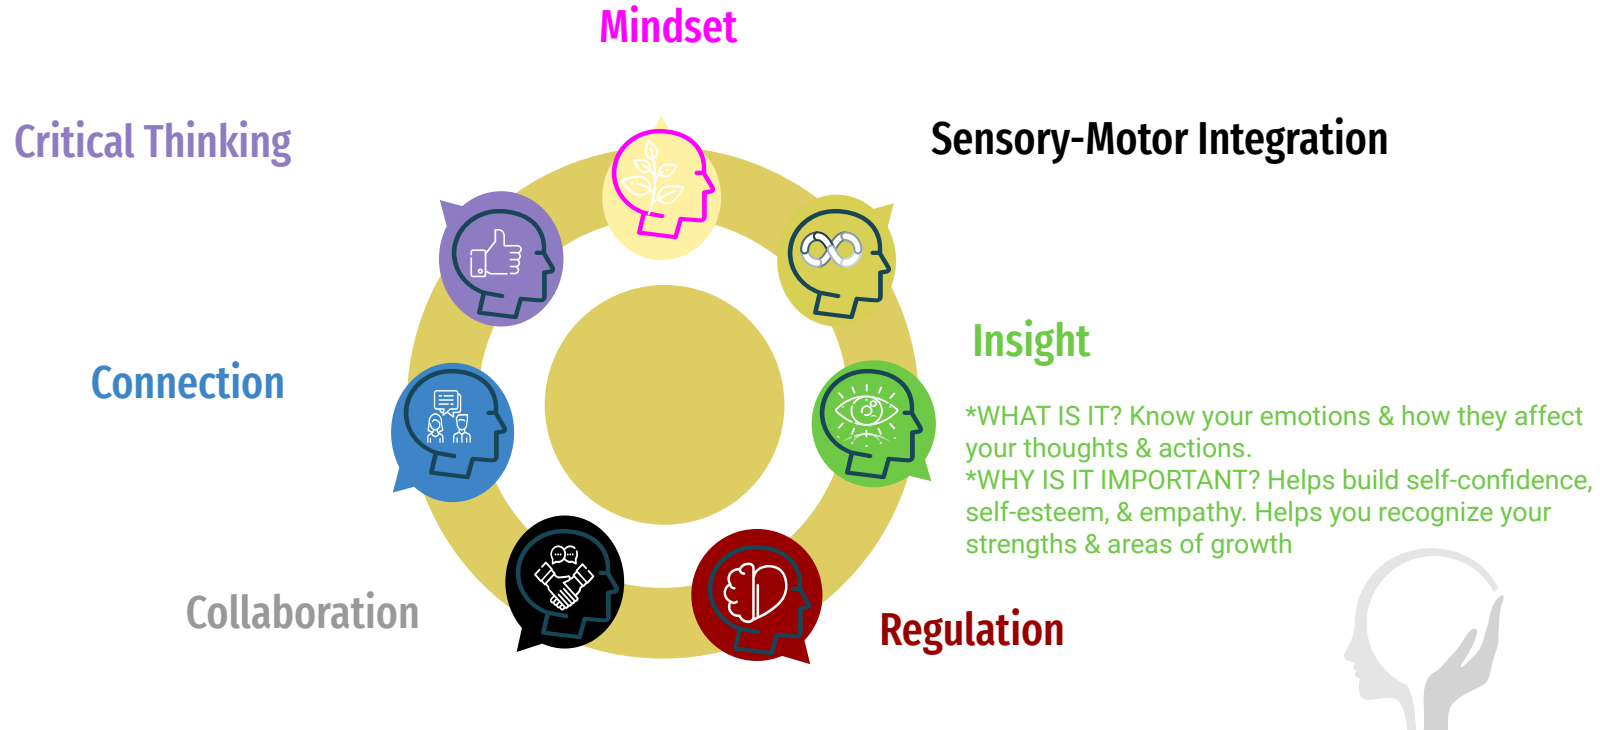 Mindset
Critical Thinking
Sensory-Motor Integration
Insight
Connection
*WHAT IS IT? Know your emotions & how they affect
your thoughts & actions.
*WHY IS IT IMPORTANT? Helps build self-confidence,
self-esteem, & empathy. Helps you recognize your
strengths & areas of growth
Collaboration
Regulation